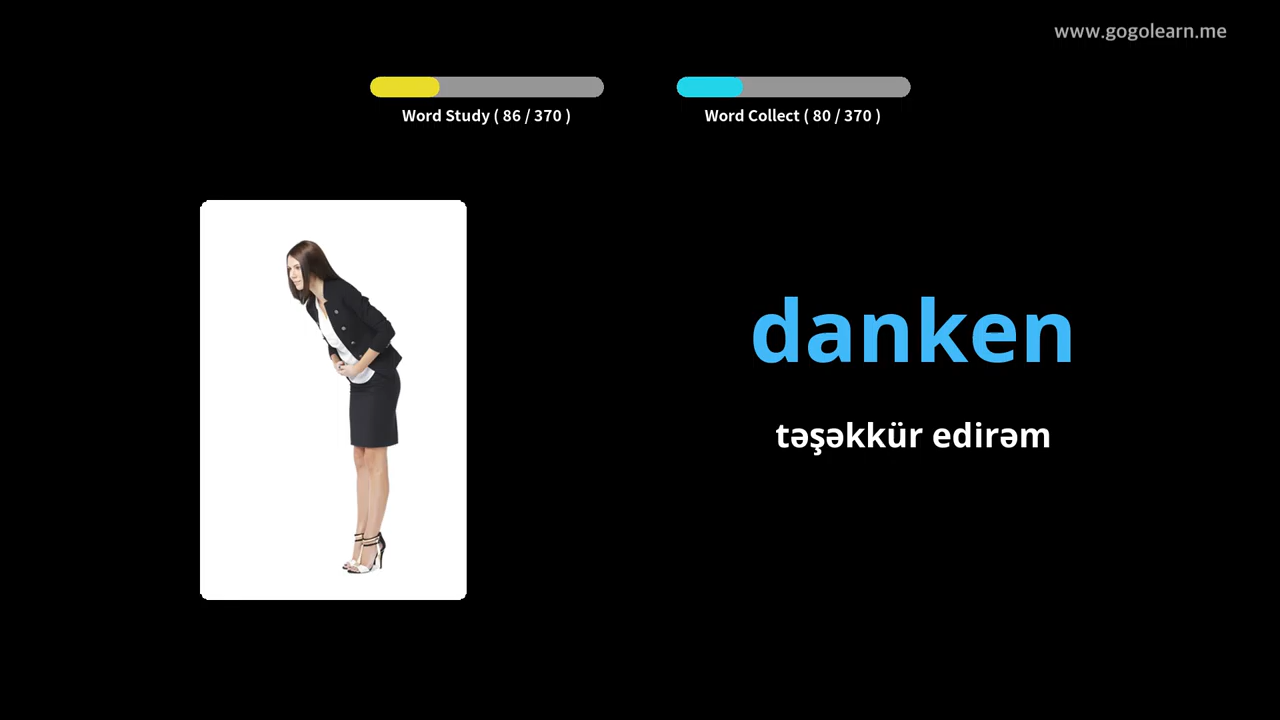 www.gogolearn.me
Word Study ( 86 / 370 )
Word Collect ( 80 / 370 )
danken
təşəkkür edirəm